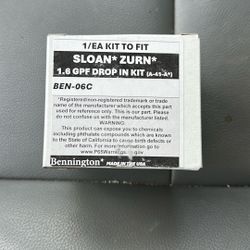 1/EA KIT TO FIT
SLOAN* ZURN*
1.6 GPF DROP IN KIT (A-41-A*)
BEN-06C
*Registered/non-registered trademark or trade
name of the manufacturer which accepts this part
used for reference only. This is our part. Please
do not confuse us with the manufacturer listed.
WARNING:
This product can expose you to chemicals
including phthalate compounds which are known to
the State of California to cause birth defects or
other harm. For more information go to
www.P65Warnings.ca.gov
Bennington* MADE IN THE USA